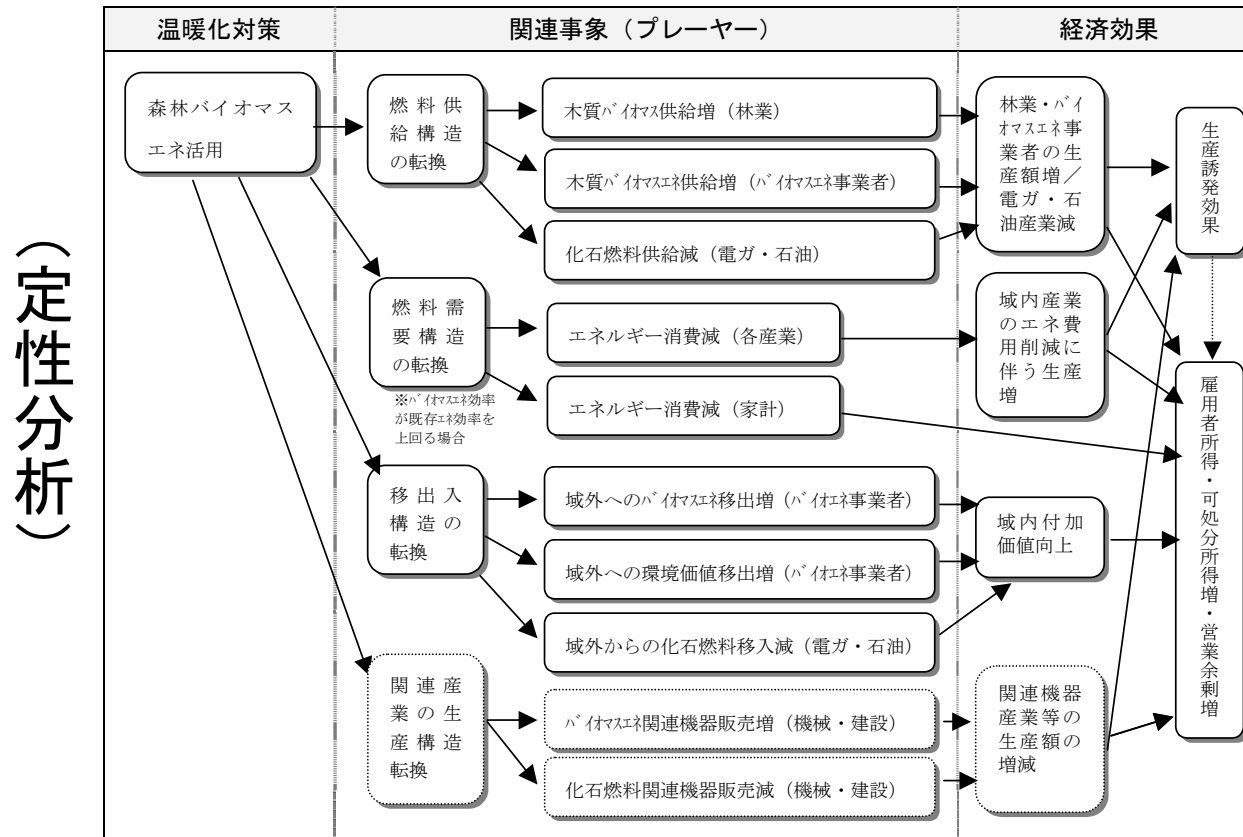 （定性分析）
温暖化対策
関連事象（プレーヤー）
経済効果
森林バイオマス
エネ活用
燃料供
給構造
の転換
木質ﾊﾞｲｵﾏｽ供給増（林業）
木質ﾊﾞｲｵﾏｽエネ供給増（ﾊﾞｲｵﾏｽエネ事業者）
化石燃料供給減（電ガ・石油）
燃料需
要構造
の転換
※ﾊﾞｲｵﾏｽエネ効率
が既存エネ効率を
上回る場合
エネルギー消費減（各産業）
エネルギー消費減（家計）
移出入
構造の
転換
域外へのﾊﾞｲｵﾏｽエネ移出増（ﾊﾞｲｵエネ事業者）
域外への環境価値移出増（ﾊﾞｲｵエネ事業者）
域外からの化石燃料移入減（電ガ・石油）
関連産
業の生
産構造
転換
ﾊﾞｲｵﾏｽエネ関連機器販売増（機械・建設）
化石燃料関連機器販売減（機械・建設）
林業・ﾊﾞｲ
ｵﾏｽエネ事
業者の生
産額増／
電ガ・石
油産業減
域内産業
のエネ費
用削減に
伴う生産
増
域内付加
価値向上
関連機器
産業等の
生産額の
増減
生産誘発効果
雇用者所得・可処分所得増・営業余剰増